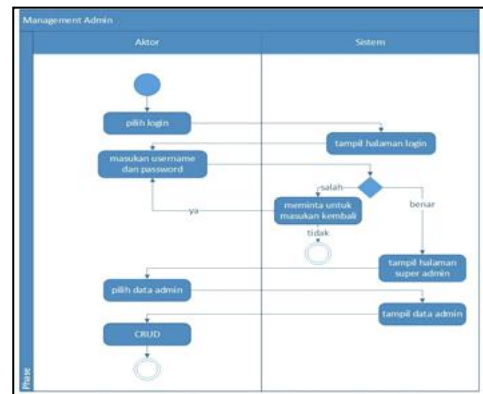 Management Admin
Aktor
Sistem
pilih login
tampil halaman login
masukan username
dan password
salah
benar
meminta untuk
masukan kembali
ya
tidak
tampil halaman
super admin
pilih data admin
tampil data admin
CRUD
Phase